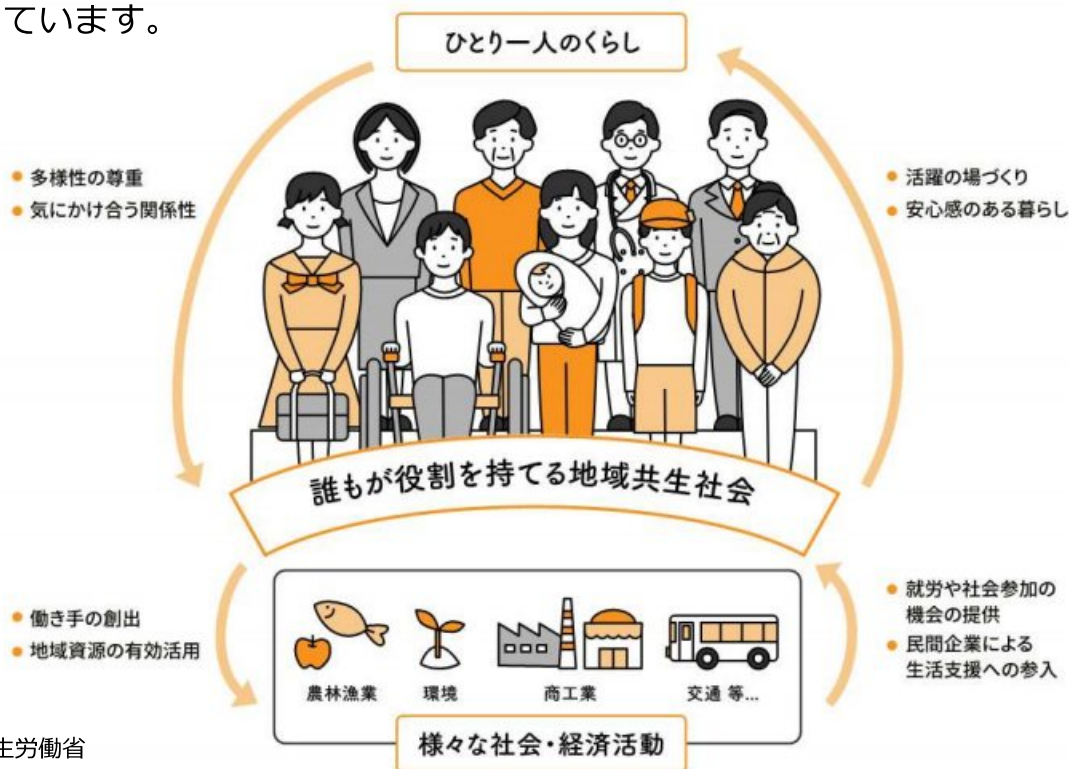 ています。
ひとり一人のくらし
多様性の尊重
気にかけ合う関係性
活躍の場づくり
安心感のある暮らし
誰もが役割を持てる地域共生社会
働き手の創出
地域資源の有効活用
就労や社会参加の
機会の提供
民間企業による
生活支援への参入
農林漁業
環境
商工業
交通 等...
様々な社会・経済活動
生労働省